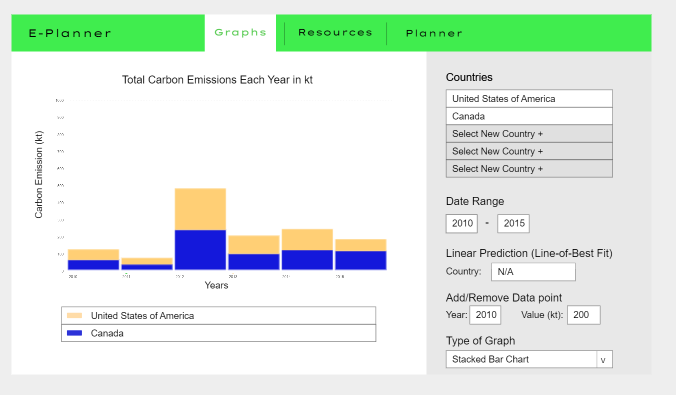 E-Planner
Graphs
Resources
Planner
Total Carbon Emissions Each Year in kt
Carbon Emission (kt)
Years
United States of America
Canada
Countries
United States of America
Canada
Select New Country +
Select New Country +
Select New Country +
Date Range
2010 - 2015
Linear Prediction (Line-of-Best Fit)
Country: N/A
Add/Remove Data point
Year: 2010 Value (kt): 200
Type of Graph
Stacked Bar Chart v